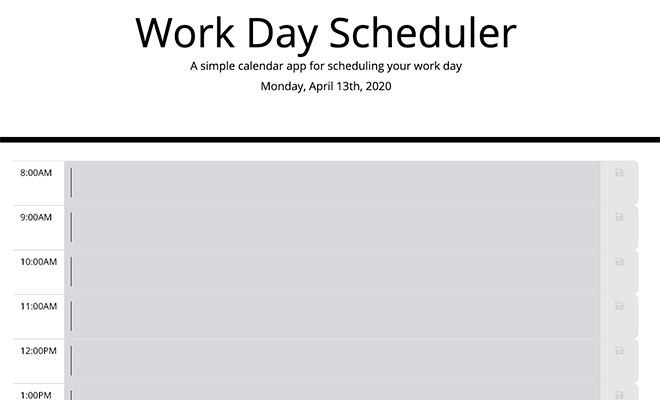 Work Day Scheduler
A simple calendar app for scheduling your work day
Monday, April 13th, 2020
8:00AM
9:00AM
10:00AM
11:00AM
12:00PM
1:00PM